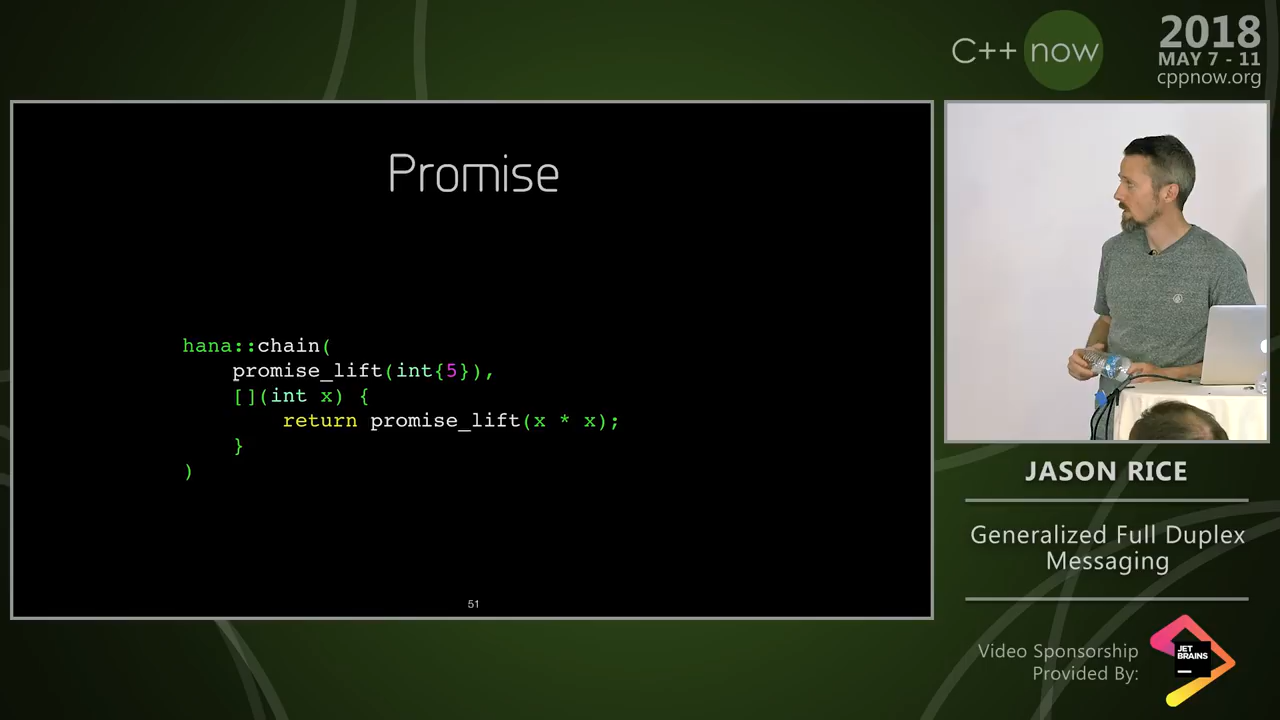 C++ now
2018
MAY 7 - 11
cppnow.org
Promise
hana::chain(
promise_lift(int{5}),
[](int x) {
return promise_lift(x * x);
}
)
51
JASON RICE
Generalized Full Duplex
Messaging
Video Sponsorship
Provided By:
JET
BRAINS